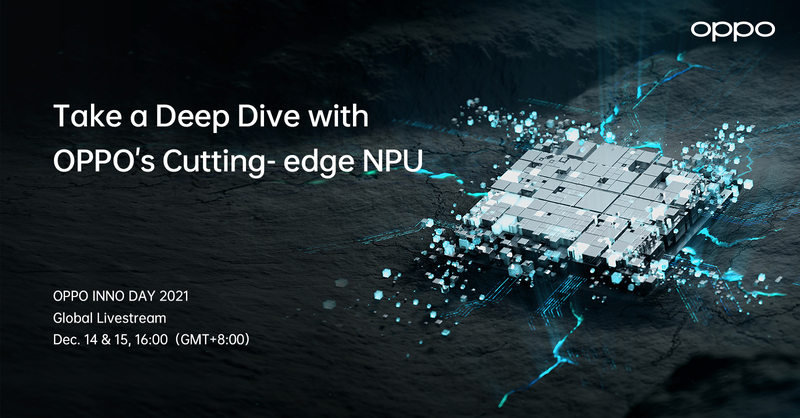 oppo
Take a Deep Dive with
OPPO's Cutting- edge NPU
OPPO INNO DAY 2021
Global Livestream
Dec. 14 & 15, 16:00（GMT+8:00）